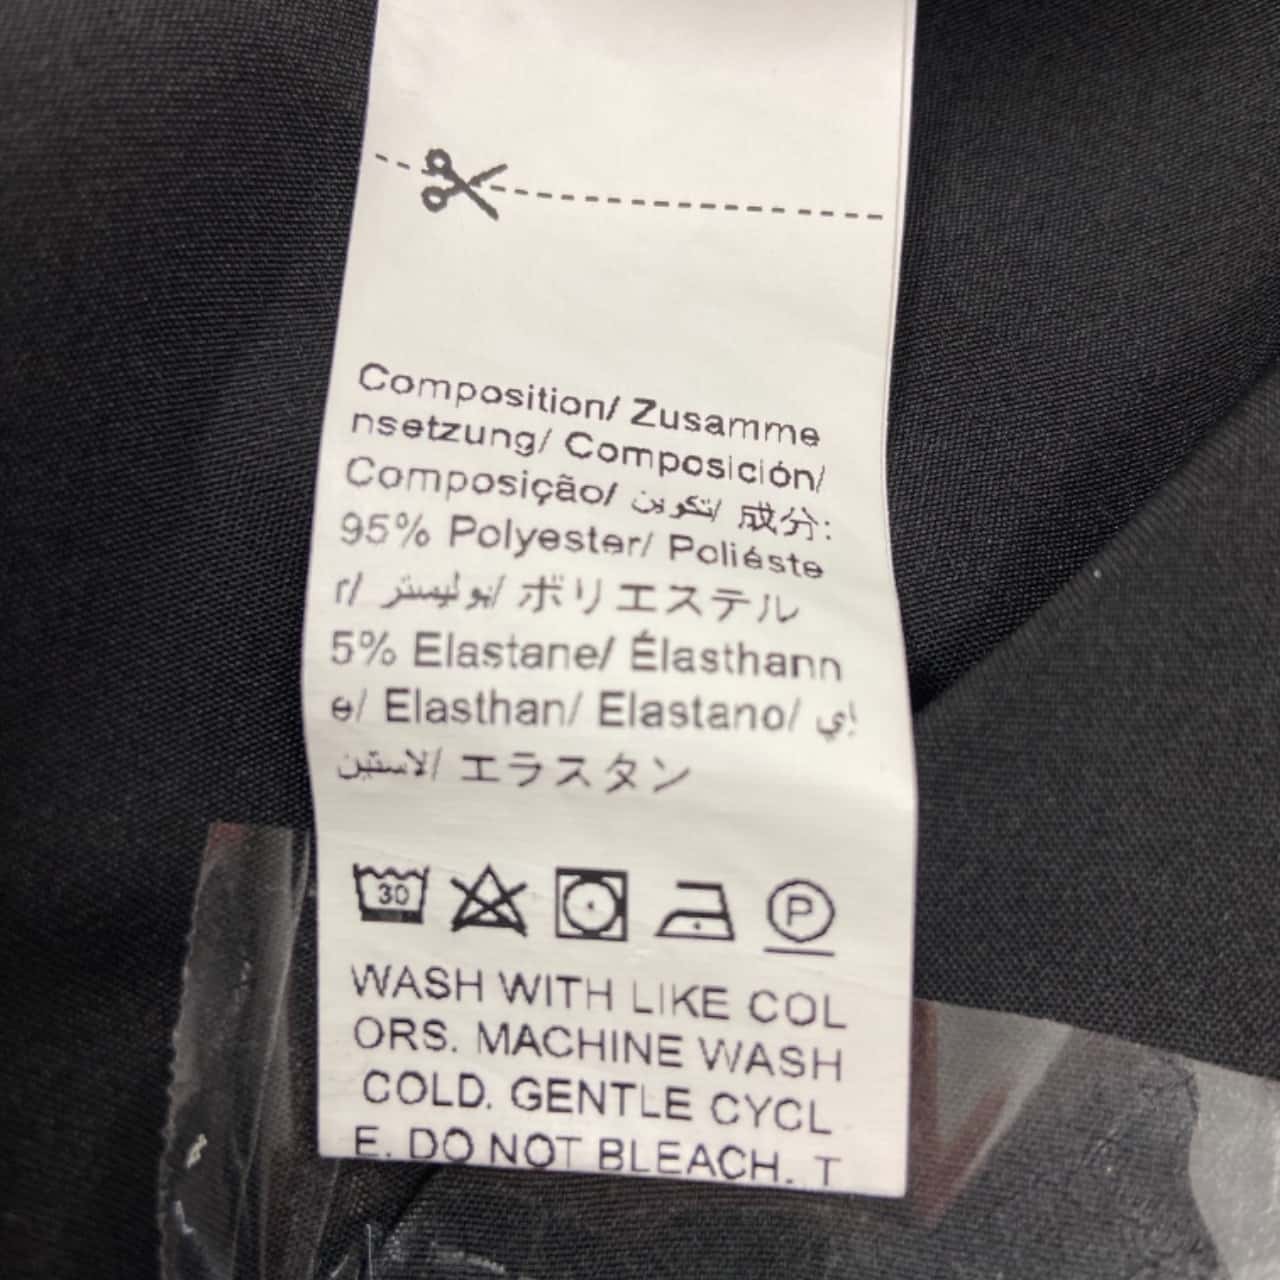 Composition/ Zusamme
nsetzung/ Composición/
Composição/ تكوين/ 成分:
95% Polyester/ Poliéste
r/ بوليستر/ ポリエステル
5% Elastane/ Élasthann
e/ Elasthan/ Elastano/ إي
لاستين/ エラスタン
30
P
WASH WITH LIKE COL
ORS. MACHINE WASH
COLD. GENTLE CYCL
E. DO NOT BLEACH. T